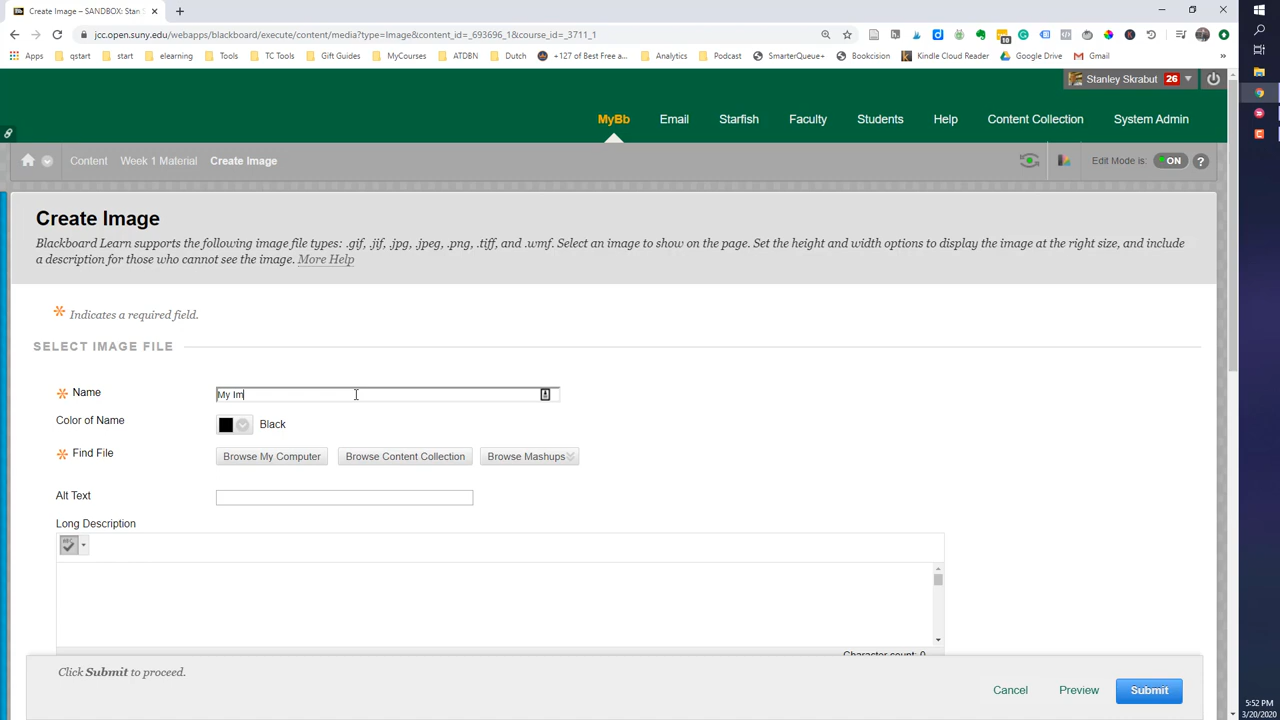 Create Image – SANDBOX: Stan S
jcc.open.suny.edu/webapps/blackboard/execute/content/media?type=Image&content_id=_693696_1&course_id=_3711_1
Apps qstart start elearning Tools TC Tools Gift Guides MyCourses ATDBN Dutch +127 of Best Free a... Analytics Podcast SmarterQueue+ Bookcision Kindle Cloud Reader Google Drive Gmail »
Stanley Skrabut 26
MyBb Email Starfish Faculty Students Help Content Collection System Admin
Content Week 1 Material Create Image Edit Mode is: ON ?
Create Image
Blackboard Learn supports the following image file types: .gif, .jif, .jpg, .jpeg, .png, .tiff, and .wmf. Select an image to show on the page. Set the height and width options to display the image at the right size, and include
a description for those who cannot see the image. More Help
Indicates a required field.
SELECT IMAGE FILE
Name My Im
Color of Name Black
Find File Browse My Computer Browse Content Collection Browse Mashups
Alt Text
Long Description
Character count: 0
Click Submit to proceed.
Cancel Preview Submit
5:52 PM
3/20/2020